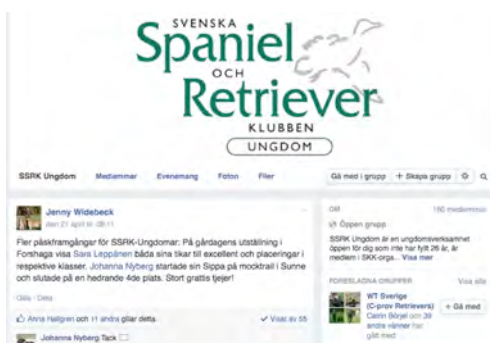 SVENSKA
Spaniel
OCH
Retriever
KLUBBEN
UNGDOM
SSRK Ungdom Medlemmar Evenemang Foton Filer Gå med i grupp + Skapa grupp
Jenny Widebeck
den 21 april kl. 08:11
Fler påskframgångar för SSRK-Ungdomar: På gårdagens utställning i
Forshaga visa Sara Leppänen båda sina tikar till excellent och placeringar i
respektive klasser. Johanna Nyberg startade sin Sippa på mocktrail i Sunne
och slutade på en hedrande 4de plats. Stort grattis tjejer!
Gilla · Dela
Anna Hallgren och 11 andra gillar detta. ✓ Visat av 55
Johanna Nyberg Tack
OM 160 medlemmar
Öppen grupp
SSRK Ungdom är en ungdomsverksamhet
öppen för dig som inte har fyllt 26 år, är
medlem i SKK-orga... Visa mer
FÖRESLAGNA GRUPPER Visa alla
WT Sverige
(C-prov Retrievers)
Catrin Börjel och 39
andra vänner har
gått med
+ Gå med